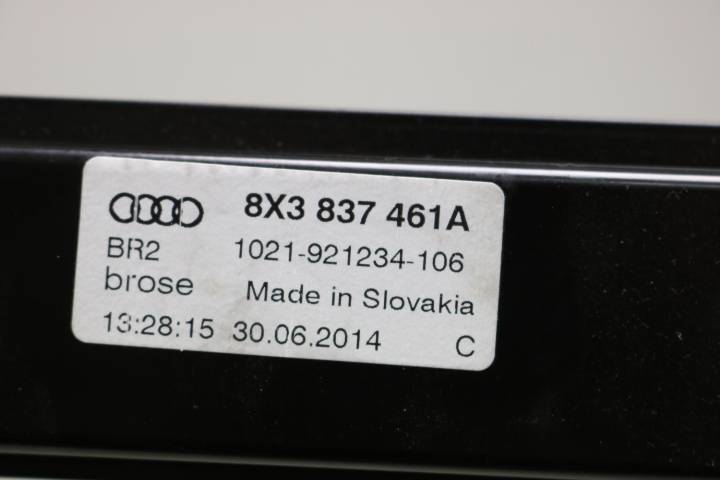 8X3 837 461A
BR2 1021-921234-106
brose Made in Slovakia
13:28:15 30.06.2014 C